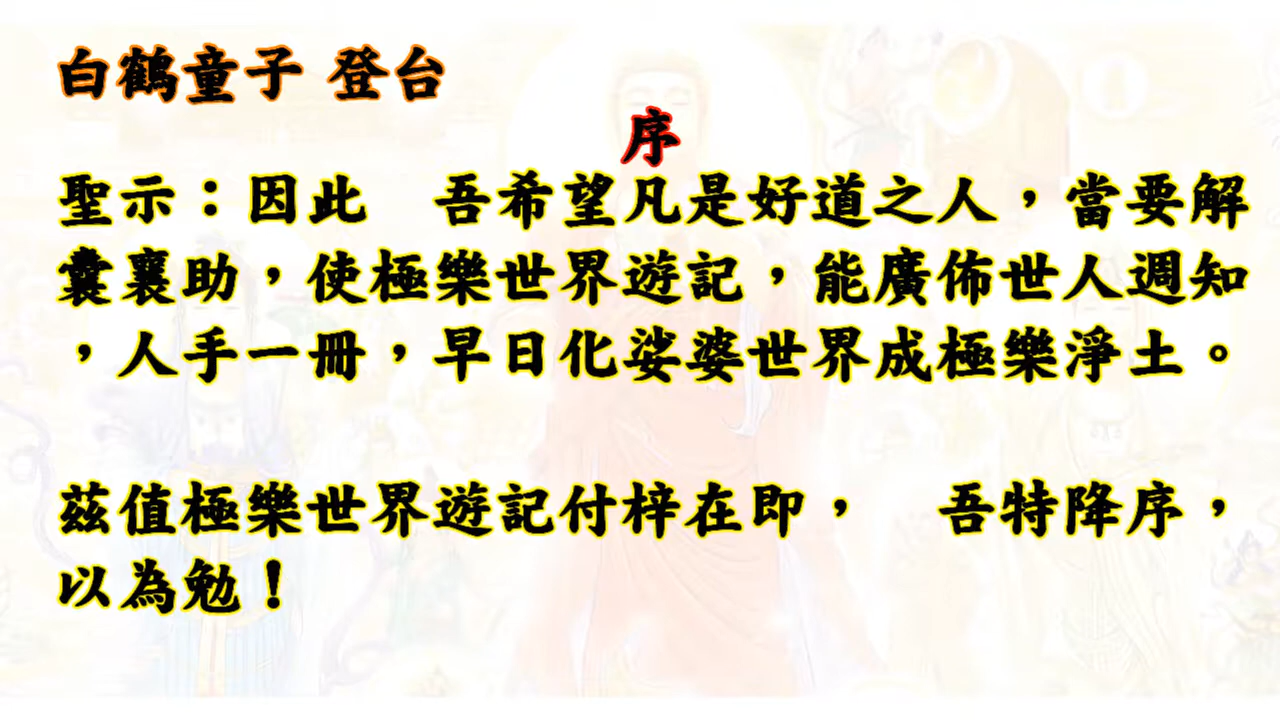 白鶴童子 登台
序
聖示：因此　吾希望凡是好道之人，當要解
囊襄助，使極樂世界遊記，能廣佈世人週知
，人手一冊，早日化娑婆世界成極樂淨土。
茲值極樂世界遊記付梓在即，　吾特降序，
以為勉！